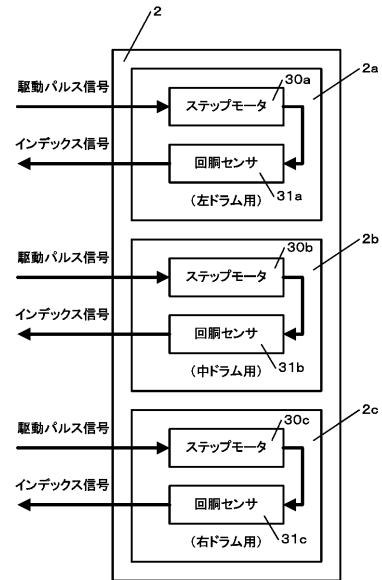 2
30a
2a
駆動パルス信号
ステップモータ
インデックス信号
回胴センサ
31a
(左ドラム用)
30b
2b
駆動パルス信号
ステップモータ
インデックス信号
回胴センサ
31b
(中ドラム用)
30c
2c
駆動パルス信号
ステップモータ
インデックス信号
回胴センサ
31c
(右ドラム用)